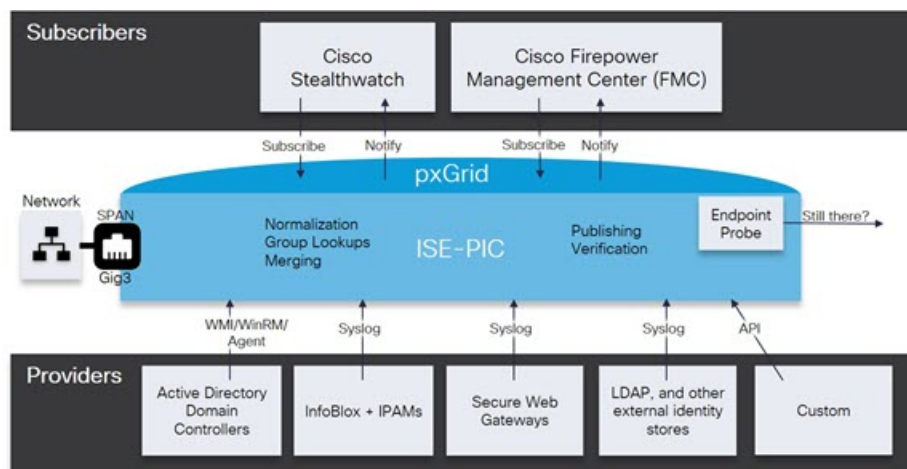 Subscribers
Cisco
Stealthwatch
Cisco Firepower
Management Center (FMC)
Subscribe
Notify
Subscribe
Notify
pxGrid
Network
SPAN
Gig3
Normalization
Group Lookups
Merging
ISE-PIC
Publishing
Verification
Endpoint
Probe
Still there?
WMI/WinRM/
Agent
Syslog
Syslog
Syslog
API
Providers
Active Directory
Domain
Controllers
InfoBlox + IPAMs
Secure Web
Gateways
LDAP, and other
external identity
stores
Custom